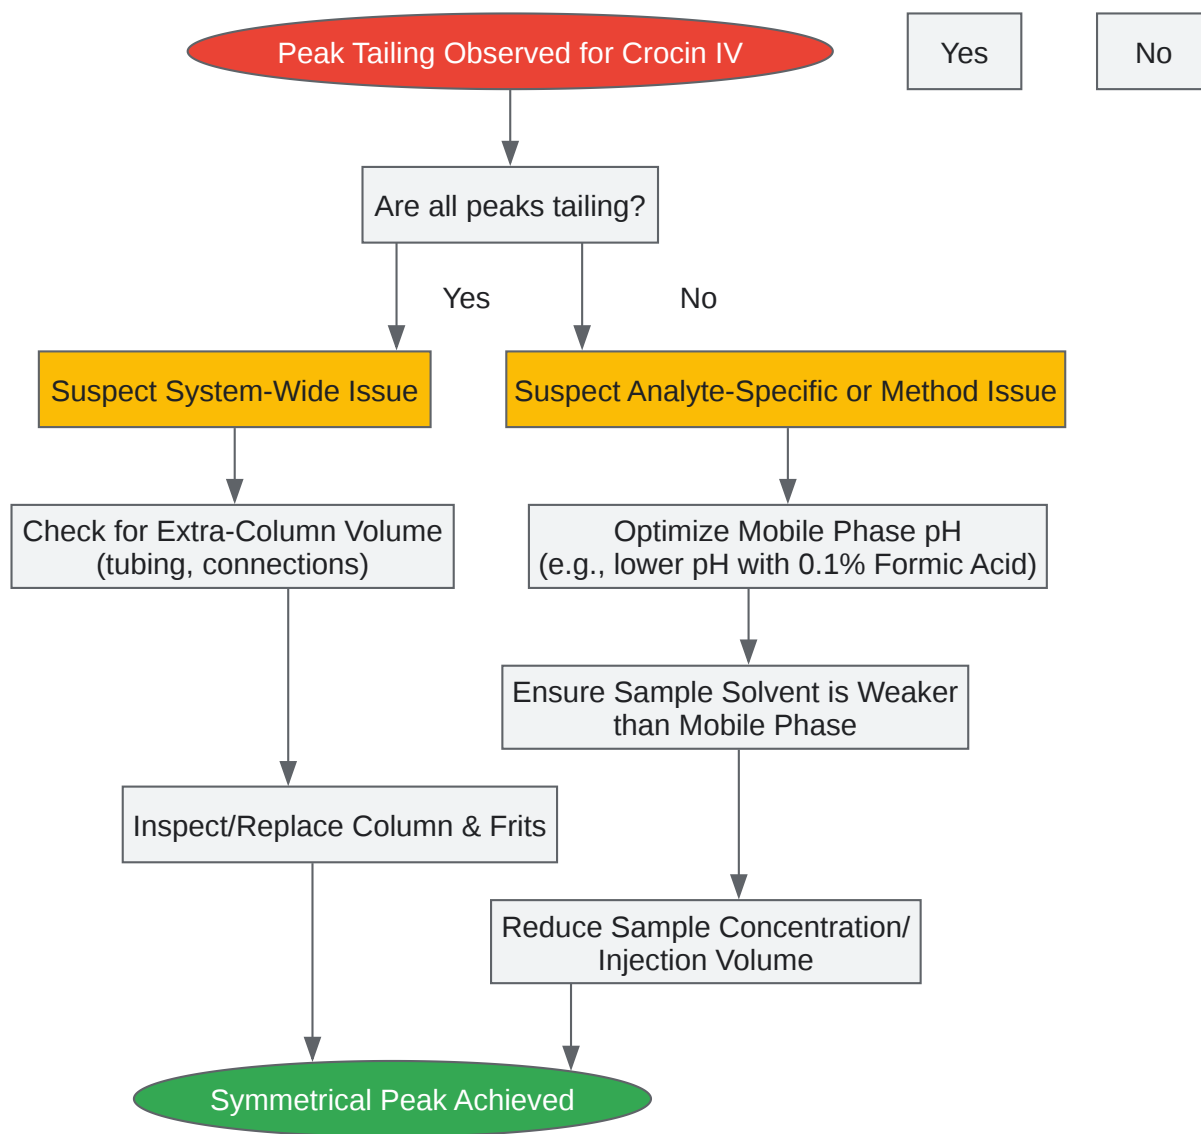 Peak Tailing Observed for Crocin IV
Yes
No
Are all peaks tailing?
Yes
No
Suspect System-Wide Issue
Suspect Analyte-Specific or Method Issue
Check for Extra-Column Volume
(tubing, connections)
Optimize Mobile Phase pH
(e.g., lower pH with 0.1% Formic Acid)
Ensure Sample Solvent is Weaker
than Mobile Phase
Inspect/Replace Column & Frits
Reduce Sample Concentration/
Injection Volume
Symmetrical Peak Achieved